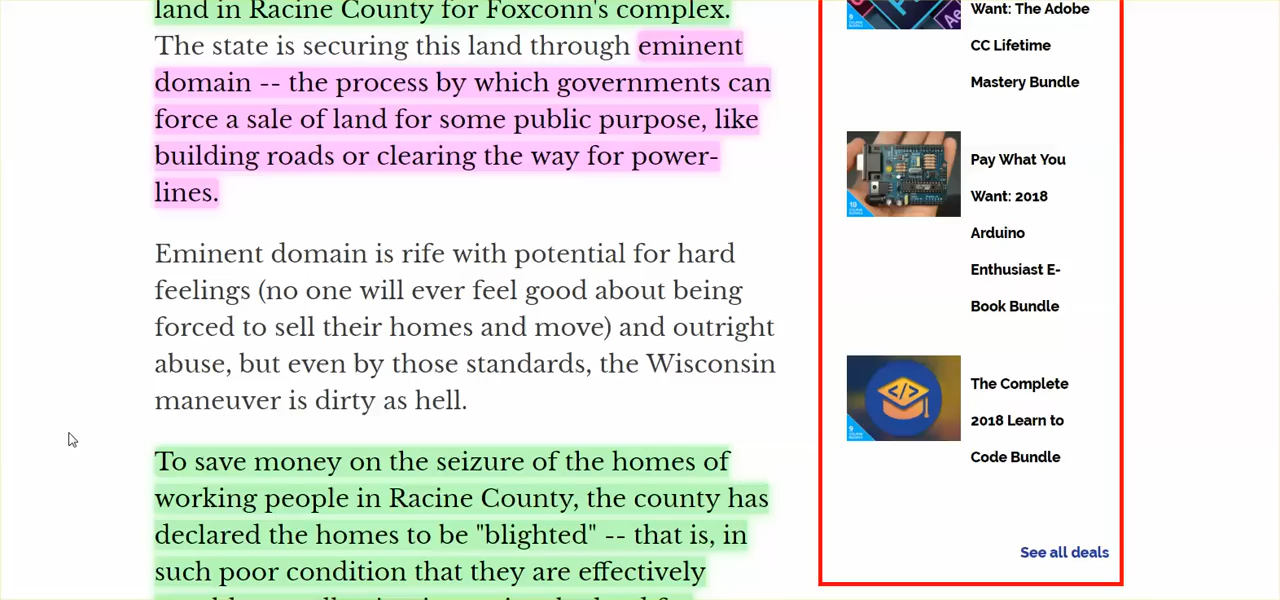 land in Racine County for Foxconn's complex.
The state is securing this land through eminent
domain -- the process by which governments can
force a sale of land for some public purpose, like
building roads or clearing the way for power-
lines.
Eminent domain is rife with potential for hard
feelings (no one will ever feel good about being
forced to sell their homes and move) and outright
abuse, but even by those standards, the Wisconsin
maneuver is dirty as hell.
To save money on the seizure of the homes of
working people in Racine County, the county has
declared the homes to be "blighted" -- that is, in
such poor condition that they are effectively
Want: The Adobe
CC Lifetime
Mastery Bundle
Pay What You
Want: 2018
Arduino
Enthusiast E-
Book Bundle
The Complete
2018 Learn to
Code Bundle
See all deals